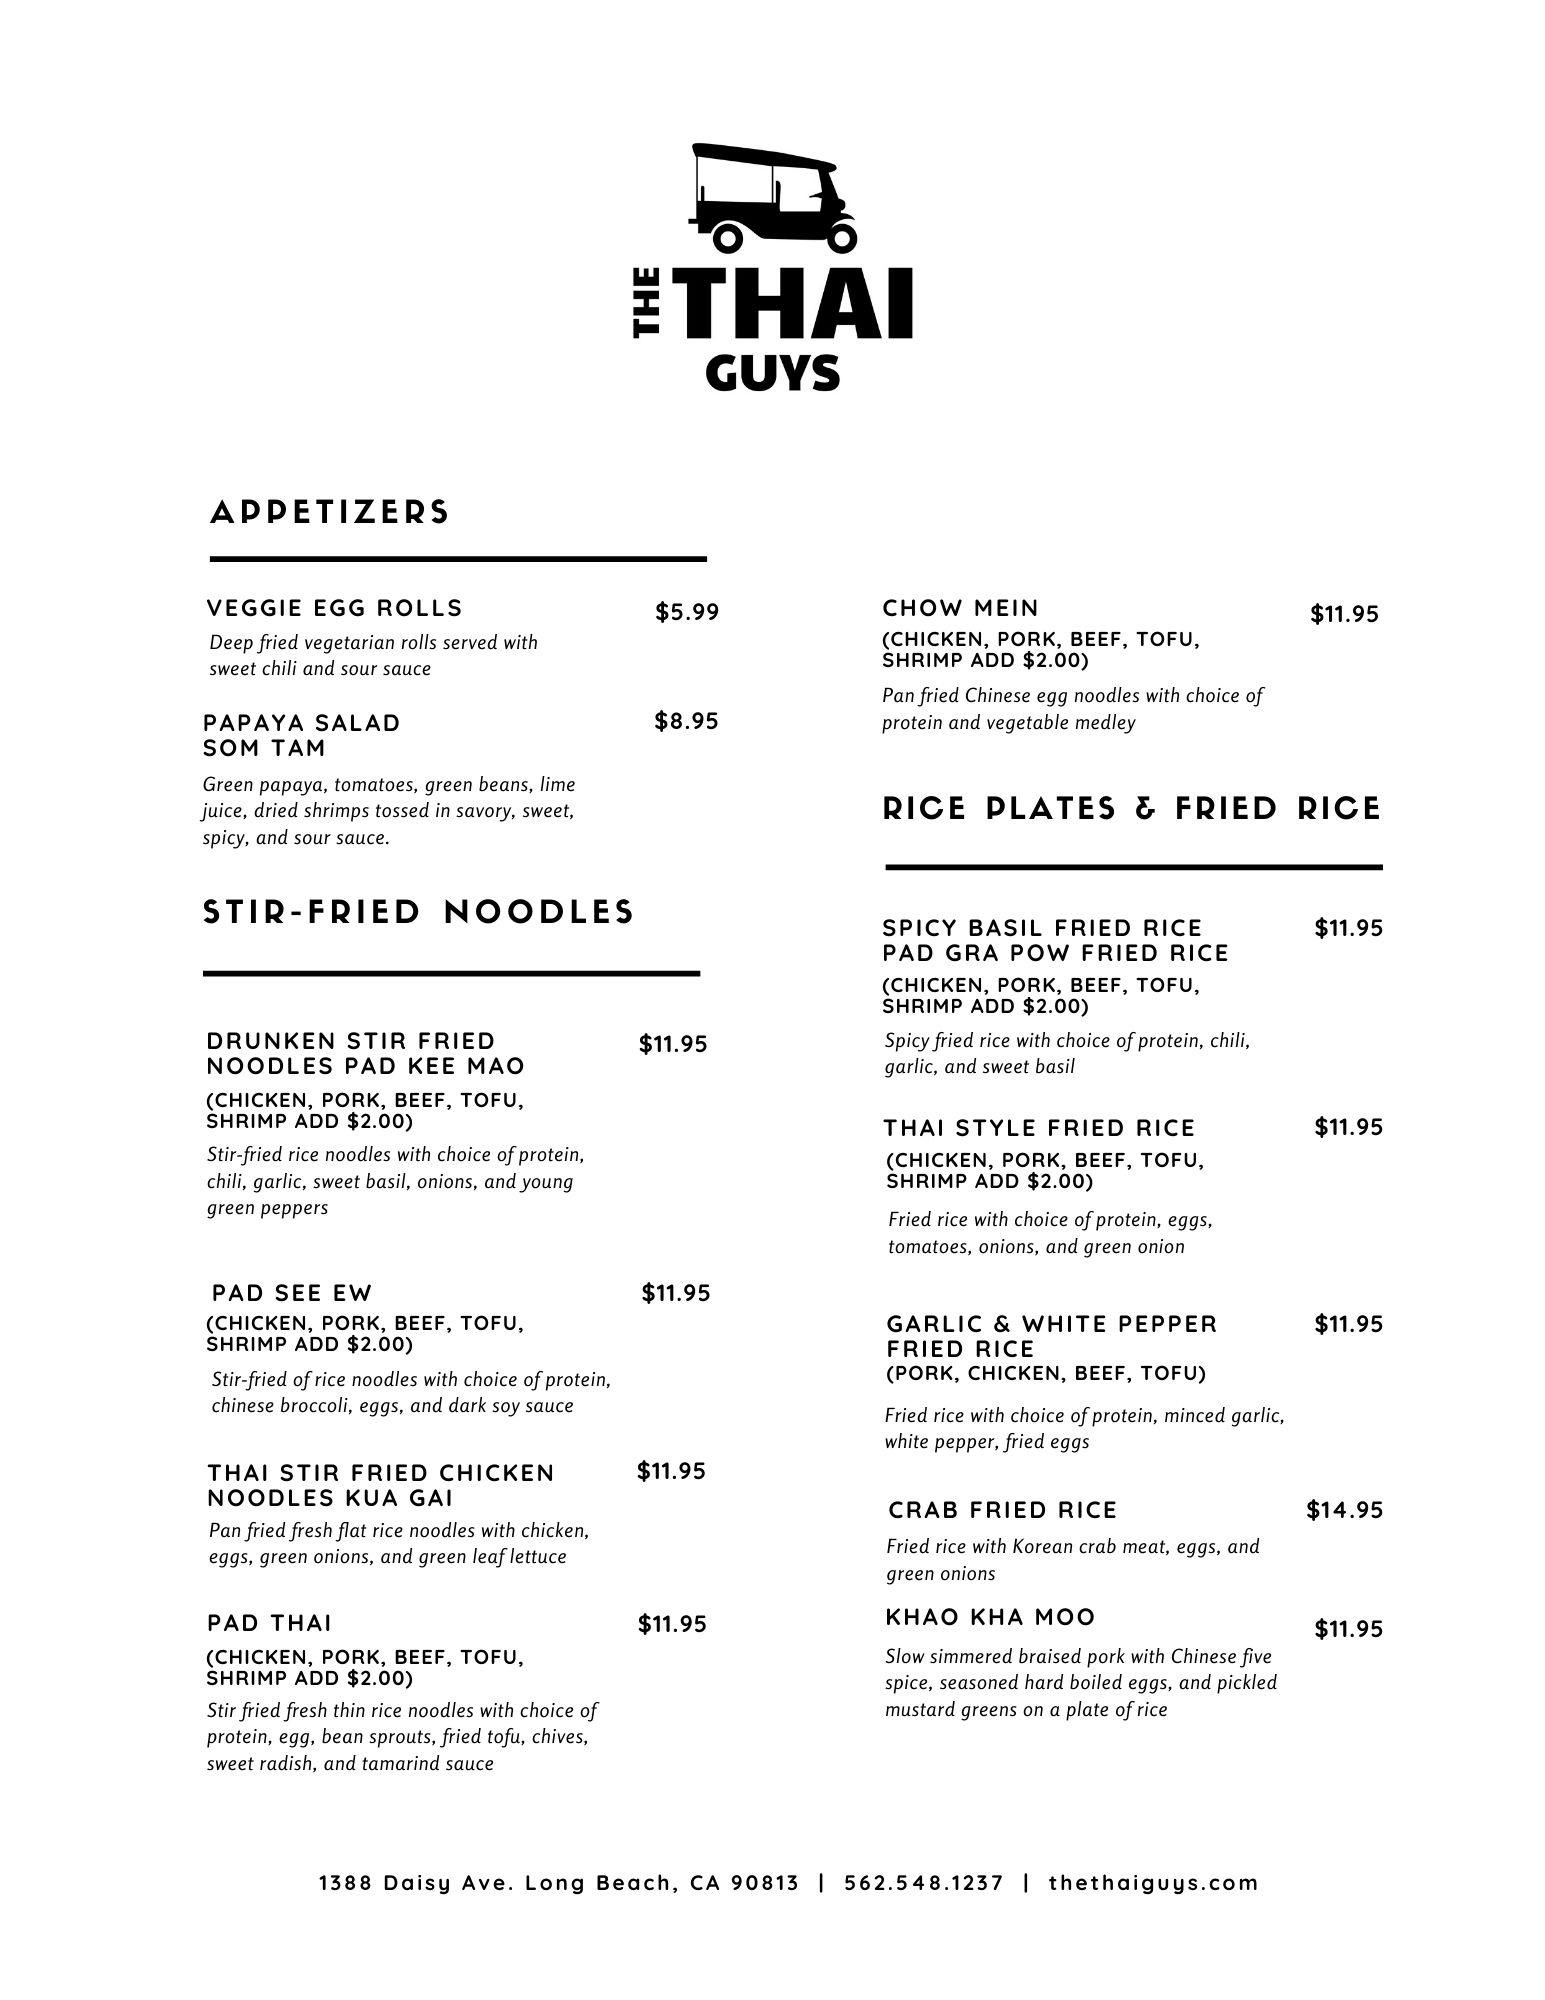 THE THAI
GUYS
APPETIZERS
VEGGIE EGG ROLLS $5.99
Deep fried vegetarian rolls served with
sweet chili and sour sauce
PAPAYA SALAD $8.95
SOM TAM
Green papaya, tomatoes, green beans, lime
juice, dried shrimps tossed in savory, sweet,
spicy, and sour sauce.
STIR-FRIED NOODLES
DRUNKEN STIR FRIED $11.95
NOODLES PAD KEE MAO
(CHICKEN, PORK, BEEF, TOFU,
SHRIMP ADD $2.00)
Stir-fried rice noodles with choice of protein,
chili, garlic, sweet basil, onions, and young
green peppers
PAD SEE EW $11.95
(CHICKEN, PORK, BEEF, TOFU,
SHRIMP ADD $2.00)
Stir-fried of rice noodles with choice of protein,
chinese broccoli, eggs, and dark soy sauce
THAI STIR FRIED CHICKEN $11.95
NOODLES KUA GAI
Pan fried fresh flat rice noodles with chicken,
eggs, green onions, and green leaf lettuce
PAD THAI $11.95
(CHICKEN, PORK, BEEF, TOFU,
SHRIMP ADD $2.00)
Stir fried fresh thin rice noodles with choice of
protein, egg, bean sprouts, fried tofu, chives,
sweet radish, and tamarind sauce
CHOW MEIN $11.95
(CHICKEN, PORK, BEEF, TOFU,
SHRIMP ADD $2.00)
Pan fried Chinese egg noodles with choice of
protein and vegetable medley
RICE PLATES & FRIED RICE
SPICY BASIL FRIED RICE $11.95
PAD GRA POW FRIED RICE
(CHICKEN, PORK, BEEF, TOFU,
SHRIMP ADD $2.00)
Spicy fried rice with choice of protein, chili,
garlic, and sweet basil
THAI STYLE FRIED RICE $11.95
(CHICKEN, PORK, BEEF, TOFU,
SHRIMP ADD $2.00)
Fried rice with choice of protein, eggs,
tomatoes, onions, and green onion
GARLIC & WHITE PEPPER $11.95
FRIED RICE
(PORK, CHICKEN, BEEF, TOFU)
Fried rice with choice of protein, minced garlic,
white pepper, fried eggs
CRAB FRIED RICE $14.95
Fried rice with Korean crab meat, eggs, and
green onions
KHAO KHA MOO $11.95
Slow simmered braised pork with Chinese five
spice, seasoned hard boiled eggs, and pickled
mustard greens on a plate of rice
1388 Daisy Ave. Long Beach, CA 90813 | 562.548.1237 | thethaiguys.com